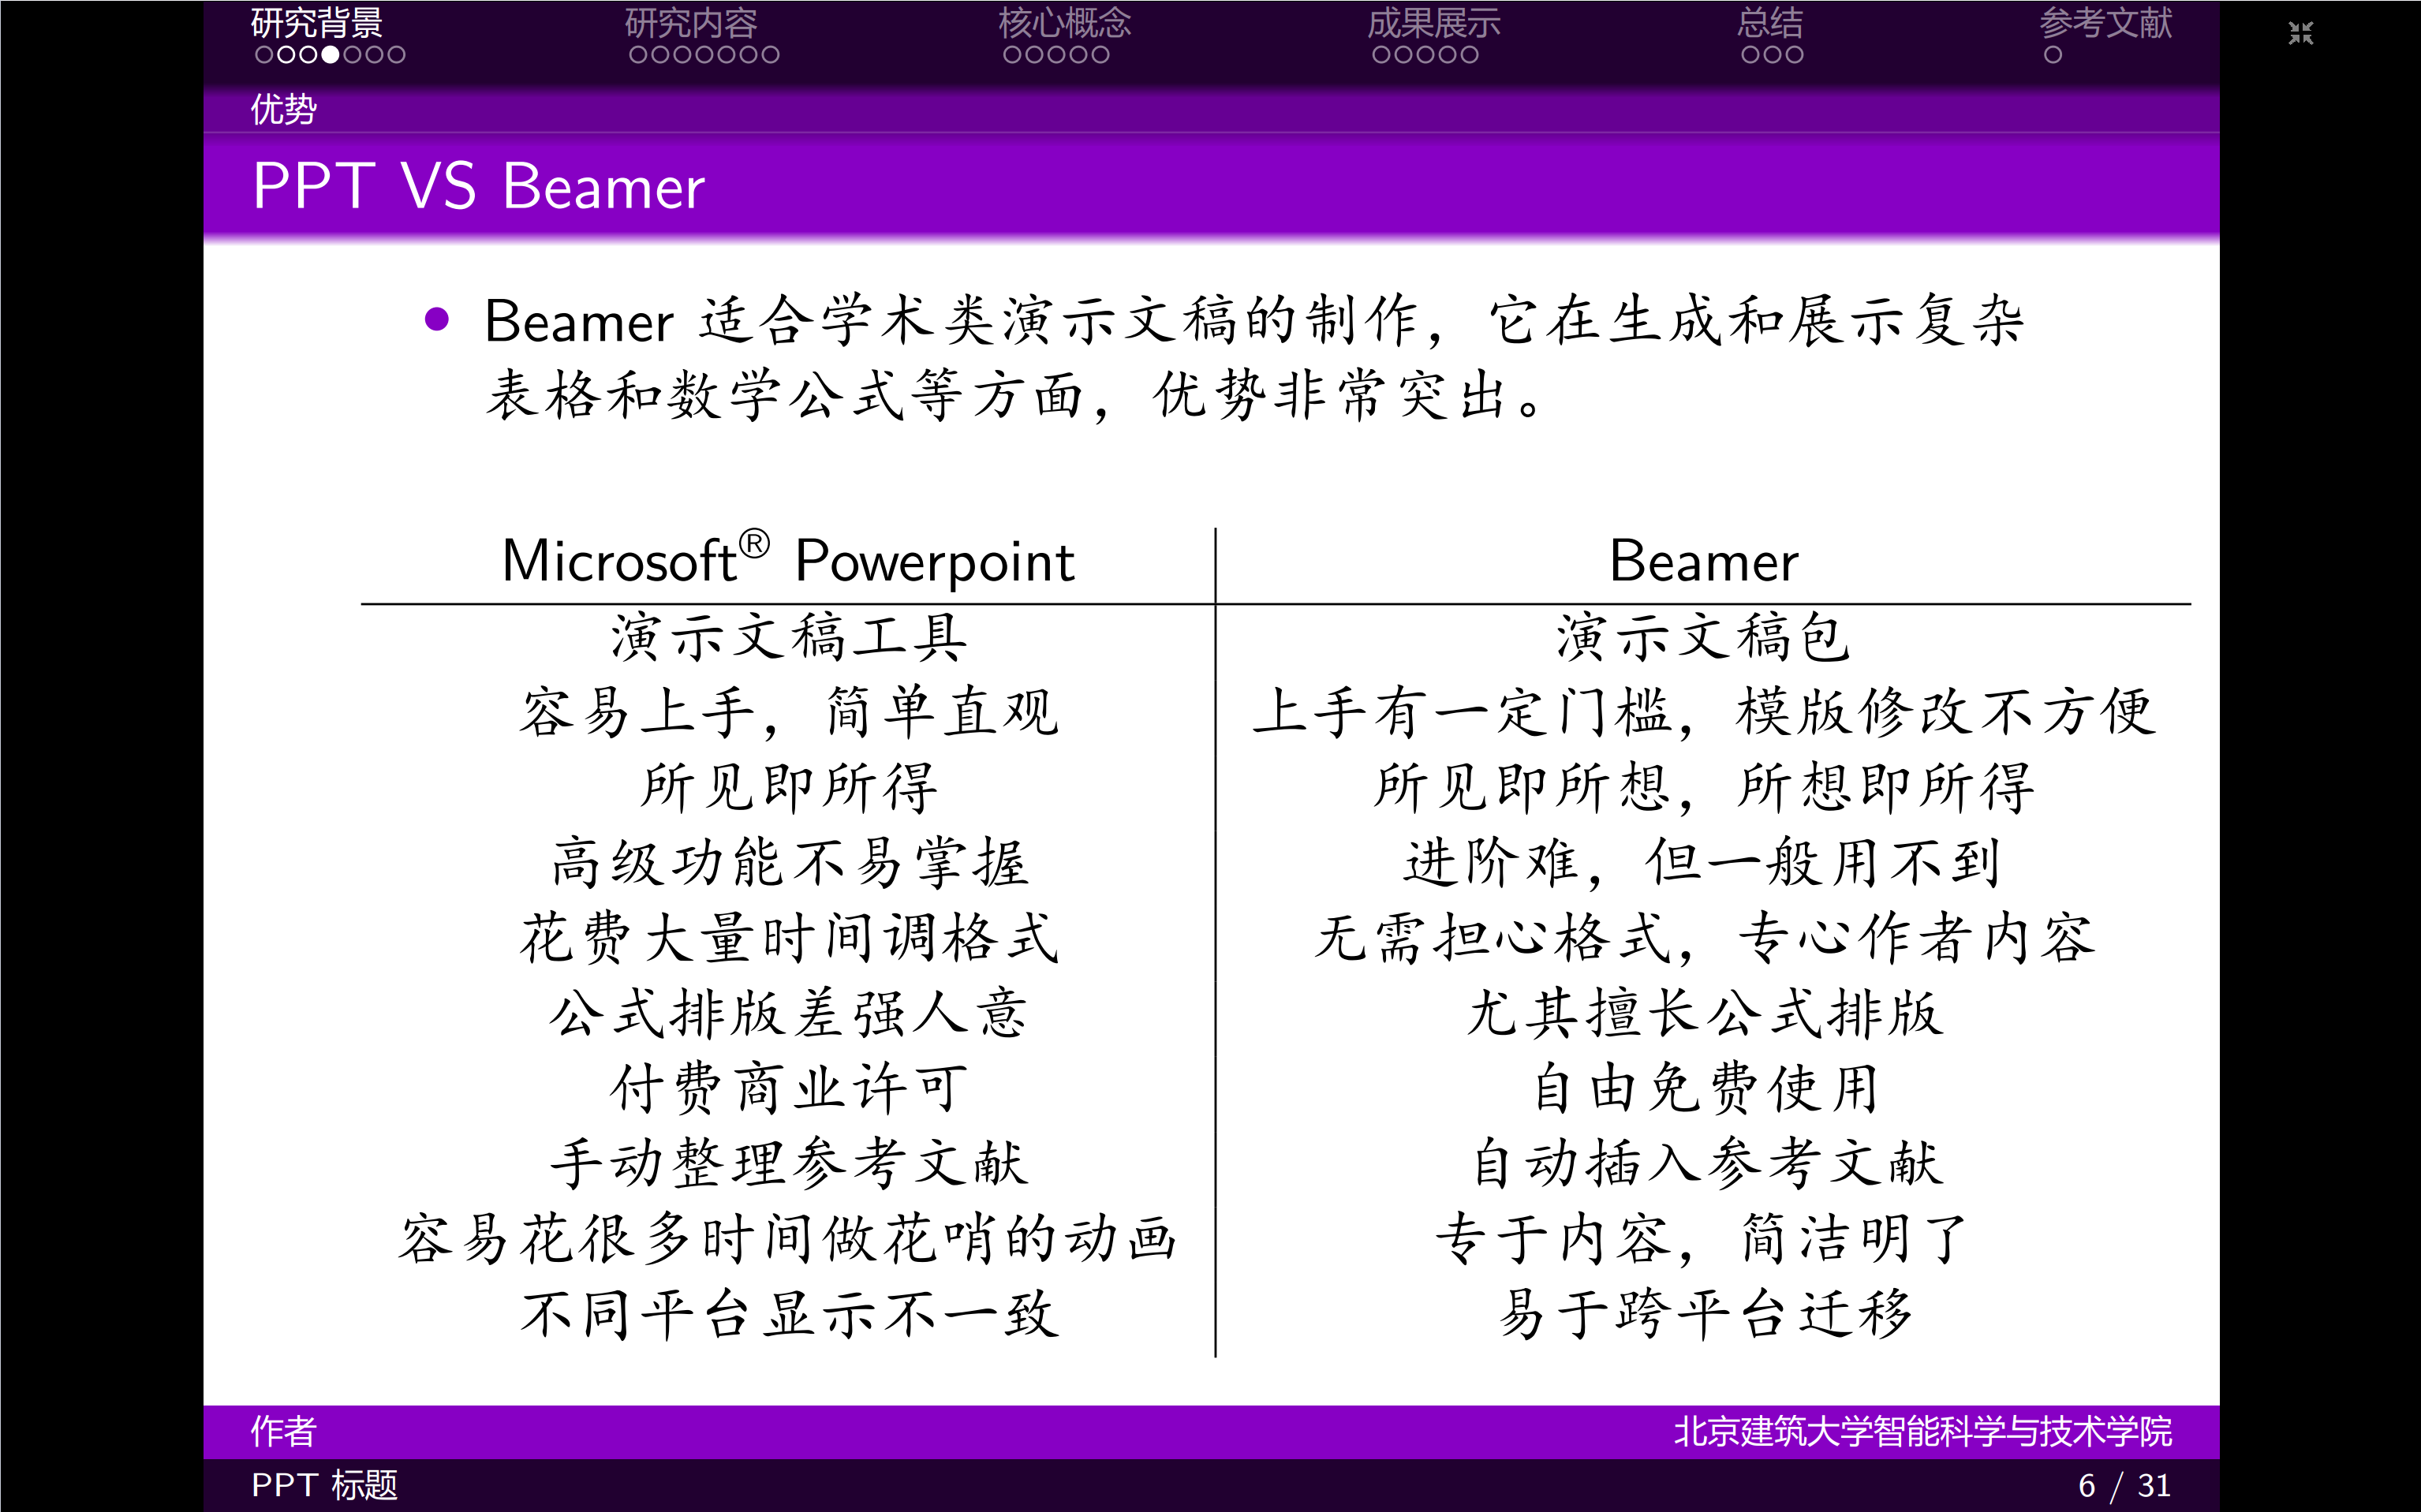 研究背景 研究内容 核心概念 成果展示 总结 参考文献
优势
PPT VS Beamer
Beamer 适合学术类演示文稿的制作，它在生成和展示复杂
表格和数学公式等方面，优势非常突出。
Microsoft® Powerpoint Beamer
演示文稿工具 演示文稿包
容易上手，简单直观 上手有一定门槛，模版修改不方便
所见即所得 所见即所想，所想即所得
高级功能不易掌握 进阶难，但一般用不到
花费大量时间调格式 无需担心格式，专心作者内容
公式排版差强人意 尤其擅长公式排版
付费商业许可 自由免费使用
手动整理参考文献 自动插入参考文献
容易花很多时间做花哨的动画 专于内容，简洁明了
不同平台显示不一致 易于跨平台迁移
作者 北京建筑大学智能科学与技术学院
PPT 标题 6 / 31